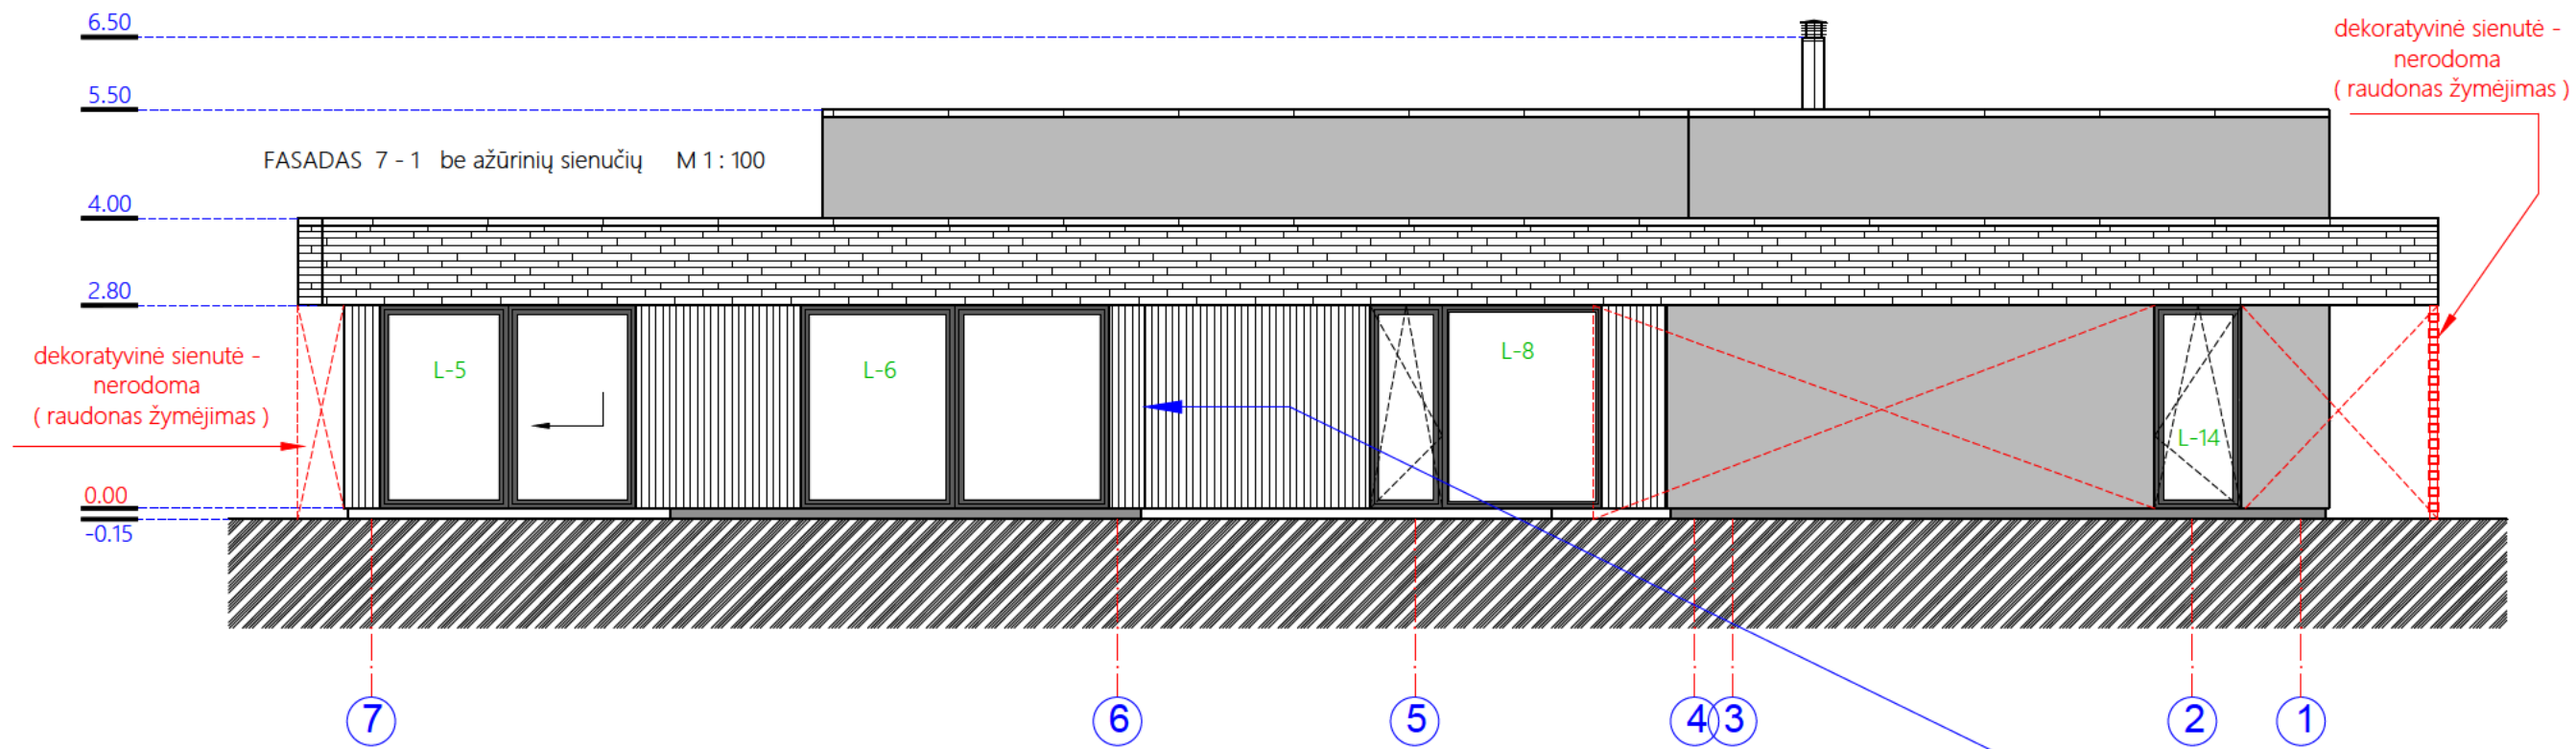 6.50
dekoratyvinė sienutė -
nerodoma
( raudonas žymėjimas )
5.50
FASADAS 7 - 1 be ažūrinių sienučių M 1 : 100
4.00
2.80
dekoratyvinė sienutė -
nerodoma
( raudonas žymėjimas )
L-5
L-6
L-8
L-14
0.00
-0.15
7
6
5
4
3
2
1